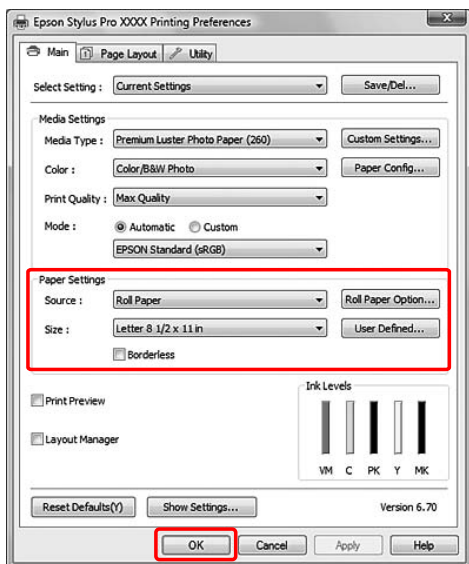 Epson Stylus Pro XXXX Printing Preferences
Main Page Layout Utility
Select Setting : Current Settings Save/Del...
Media Settings
Media Type : Premium Luster Photo Paper (260) Custom Settings...
Color : Color/B&W Photo Paper Config...
Print Quality : Max Quality
Mode : Automatic Custom
EPSON Standard (sRGB)
Paper Settings
Source : Roll Paper Roll Paper Option...
Size : Letter 8 1/2 x 11 in User Defined...
Borderless
Print Preview
Layout Manager
Ink Levels
VM C PK Y MK
Reset Defaults(Y) Show Settings... Version 6.70
OK Cancel Apply Help